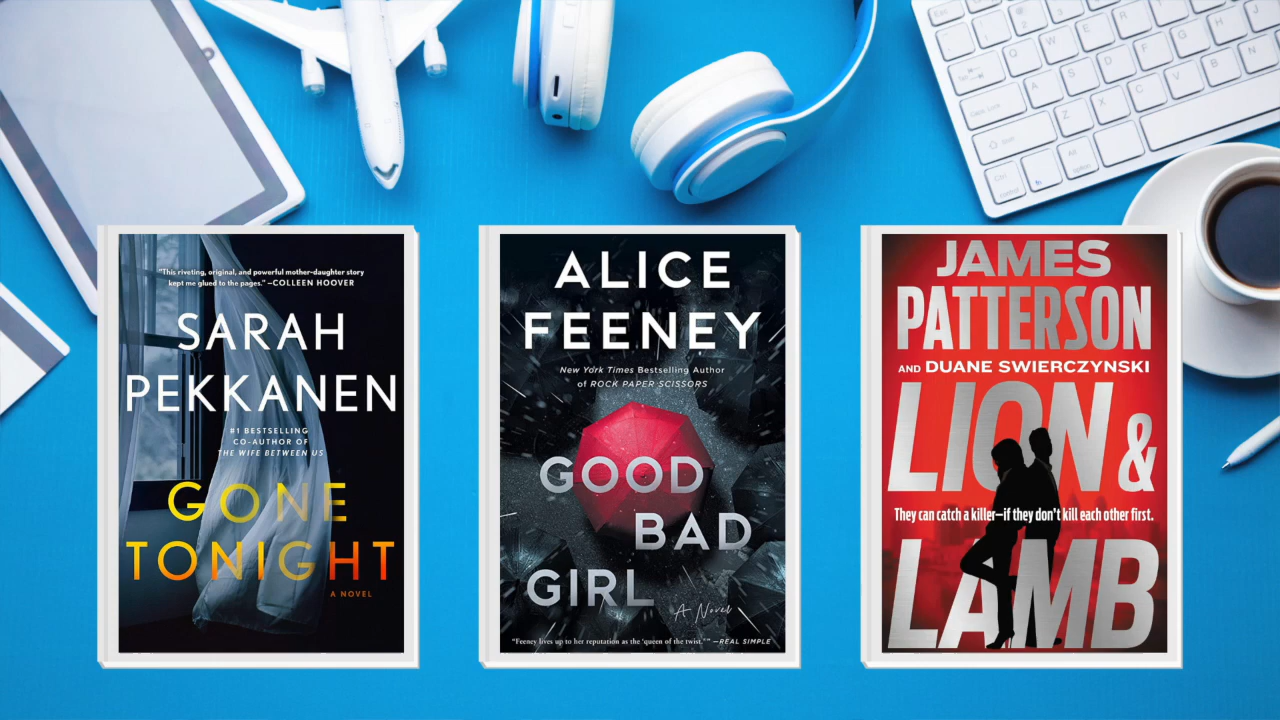 "This riveting, original, and powerful mother-daughter story
kept me glued to the pages." —COLLEEN HOOVER
SARAH
PEKKANEN
#1 BESTSELLING
CO-AUTHOR OF
THE WIFE BETWEEN US
GONE
TONIGHT
A NOVEL
ALICE
FEENEY
New York Times Bestselling Author
of ROCK PAPER SCISSORS
GOOD
BAD
GIRL
A Novel
"Feeney lives up to her reputation as the 'queen of the twist.'" —REAL SIMPLE
JAMES
PATTERSON
AND DUANE SWIERCZYNSKI
LION &
They can catch a killer—if they don't kill each other first.
LAMB